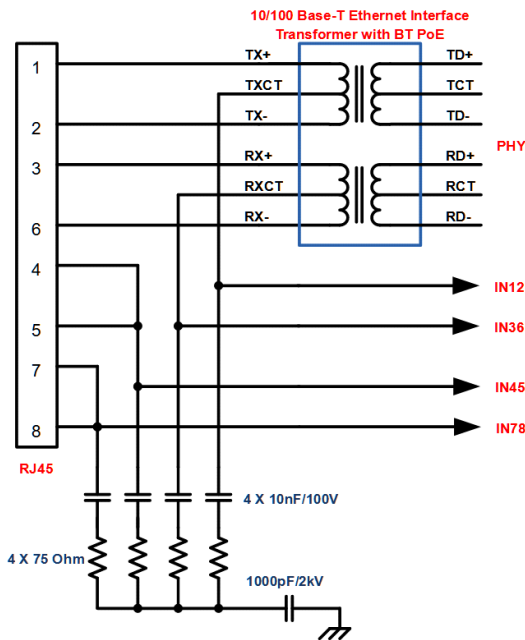 10/100 Base-T Ethernet Interface
Transformer with BT PoE
1
TX+
TD+
TXCT
TCT
2
TX-
TD-
PHY
3
RX+
RD+
RXCT
RCT
6
RX-
RD-
4
IN12
5
IN36
7
IN45
8
IN78
RJ45
4 X 10nF/100V
4 X 75 Ohm
1000pF/2kV